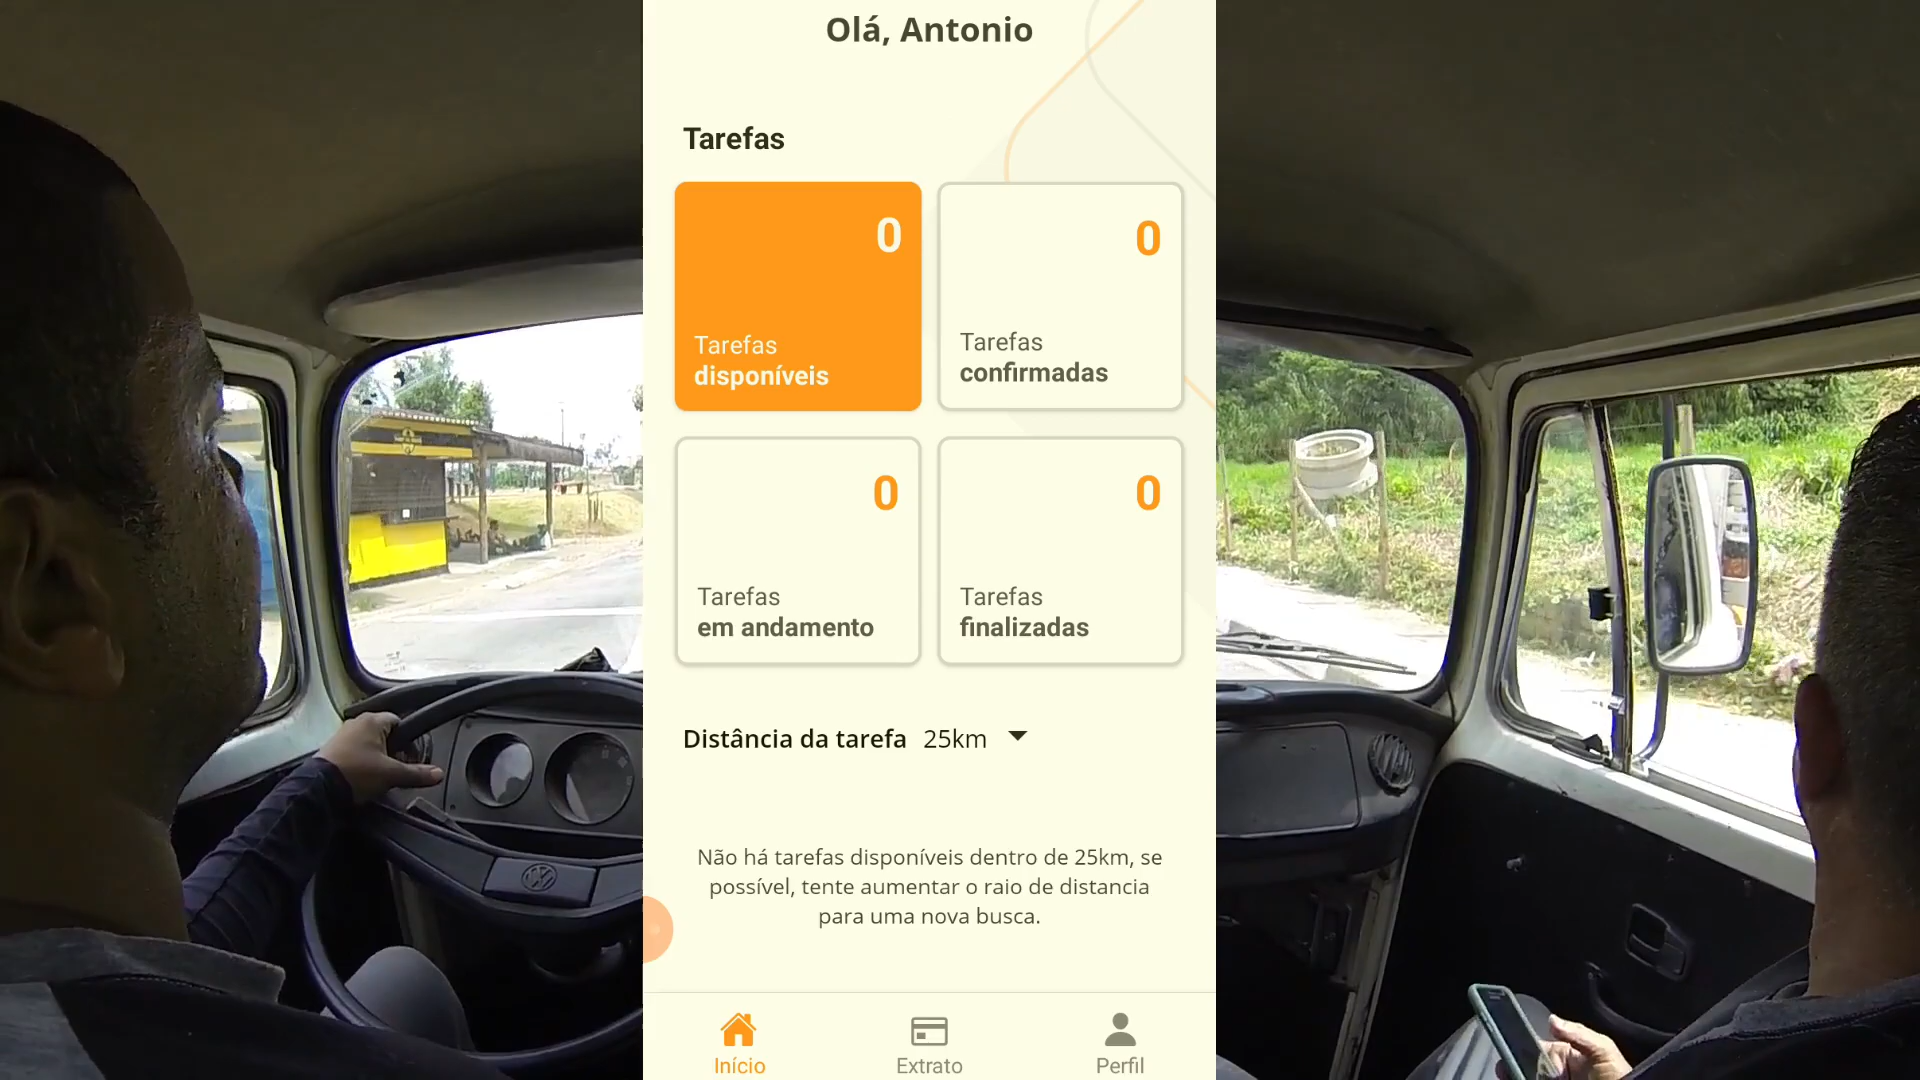 Olá, Antonio
Tarefas
0
Tarefas
disponíveis
0
Tarefas
confirmadas
0
Tarefas
em andamento
0
Tarefas
finalizadas
Distância da tarefa 25km
Não há tarefas disponíveis dentro de 25km, se
possível, tente aumentar o raio de distancia
para uma nova busca.
Início
Extrato
Perfil